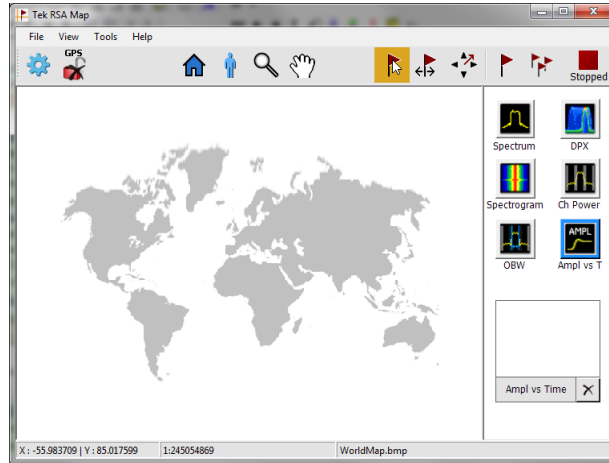 Tek RSA Map
File View Tools Help
GPS
Stopped
Spectrum DPX
Spectrogram Ch Power
AMPL
OBW Ampl vs T
Ampl vs Time
X : -55.983709 | Y : 85.017599 1:245054869 WorldMap.bmp